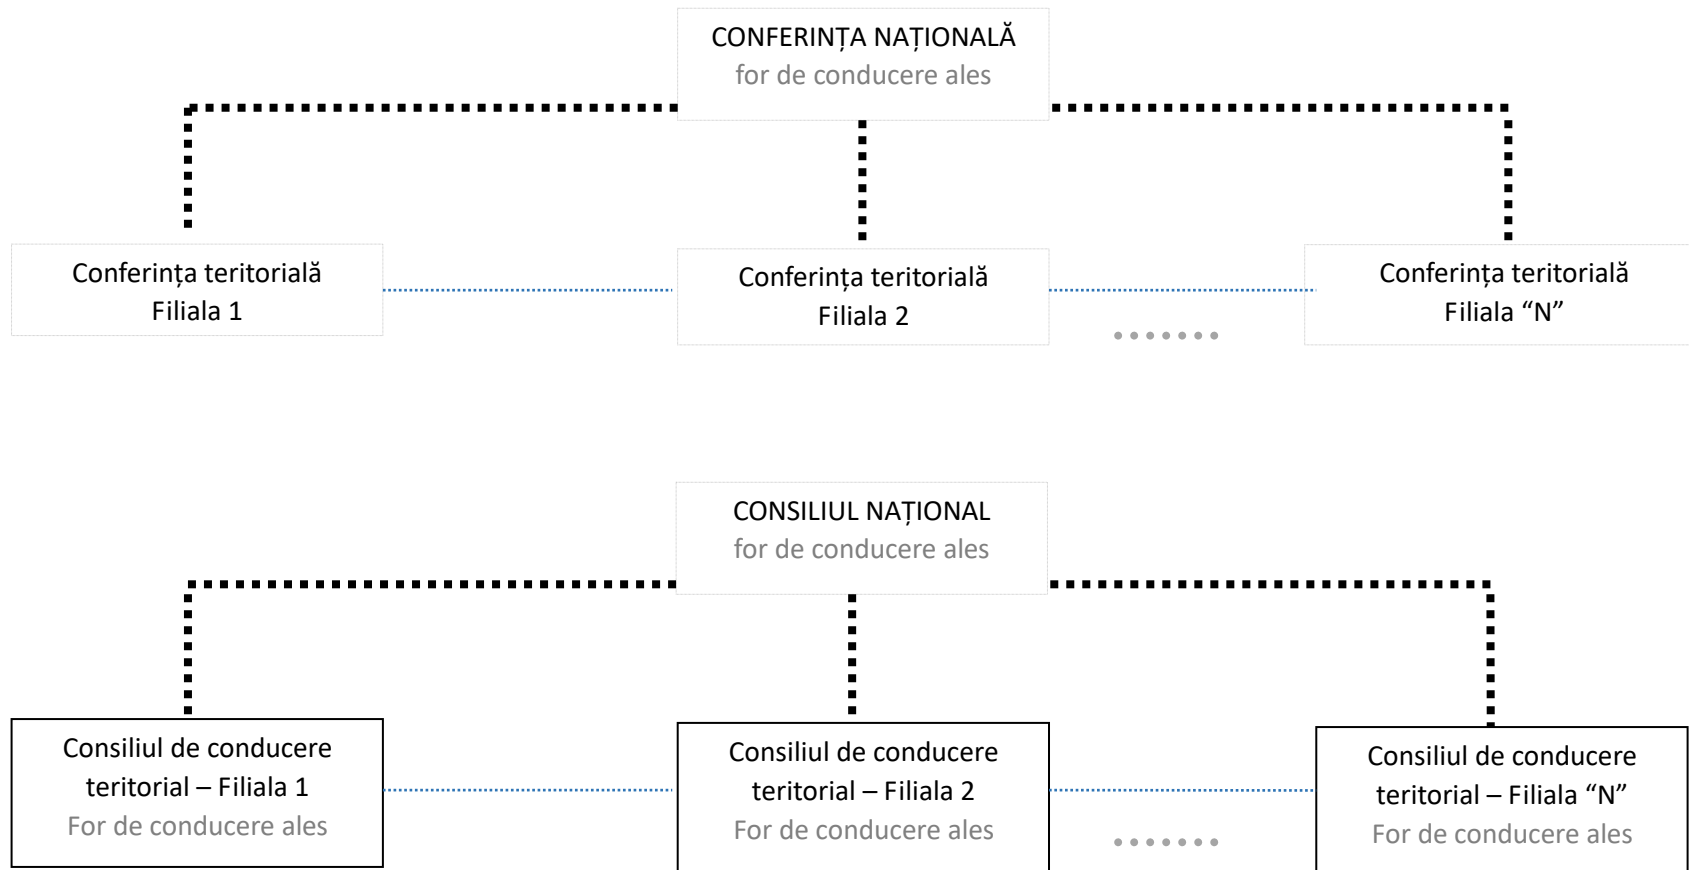 CONFERINȚA NAȚIONALĂ
for de conducere ales
Conferința teritorială
Filiala 1
Conferința teritorială
Filiala 2
Conferința teritorială
Filiala “N”
CONSILIUL NAȚIONAL
for de conducere ales
Consiliul de conducere
teritorial – Filiala 1
For de conducere ales
Consiliul de conducere
teritorial – Filiala 2
For de conducere ales
Consiliul de conducere
teritorial – Filiala “N”
For de conducere ales